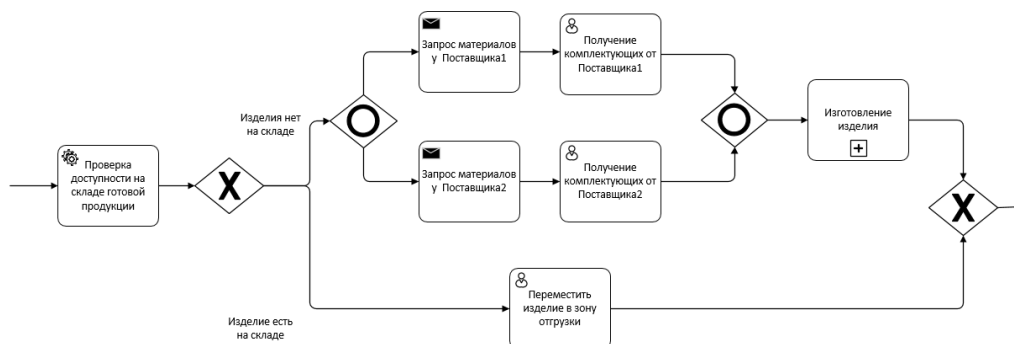 Запрос материалов
у Поставщика1
Получение
комплектующих от
Поставщика1
Изделия нет
на складе
Изготовление
изделия
Проверка
доступности на
складе готовой
продукции
Запрос материалов
у Поставщика2
Получение
комплектующих от
Поставщика2
Переместить
изделие в зону
отгрузки
Изделие есть
на складе